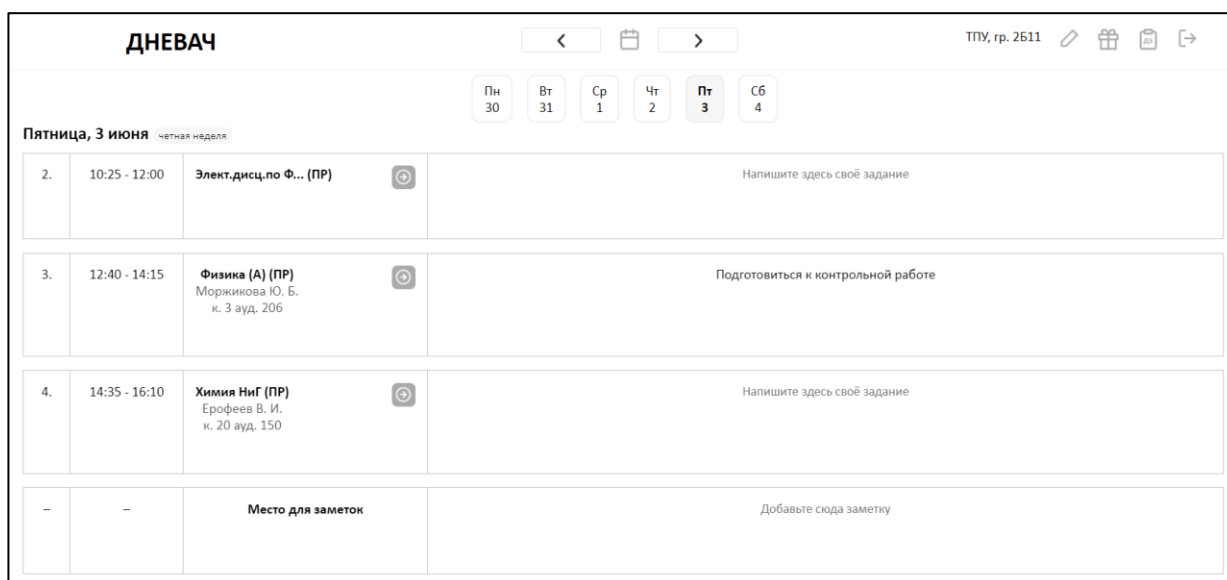 ДНЕВАЧ
ТПУ, гр. 2Б11
ДЗ
Пн Вт Ср Чт Пт Сб
30 31 1 2 3 4
Пятница, 3 июня четная неделя
2. 10:25 - 12:00 Элект.дисц.по Ф... (ПР) Напишите здесь своё задание
3. 12:40 - 14:15 Физика (А) (ПР) Подготовиться к контрольной работе
Моржикова Ю. Б.
к. 3 ауд. 206
4. 14:35 - 16:10 Химия НиГ (ПР) Напишите здесь своё задание
Ерофеев В. И.
к. 20 ауд. 150
– – Место для заметок Добавьте сюда заметку